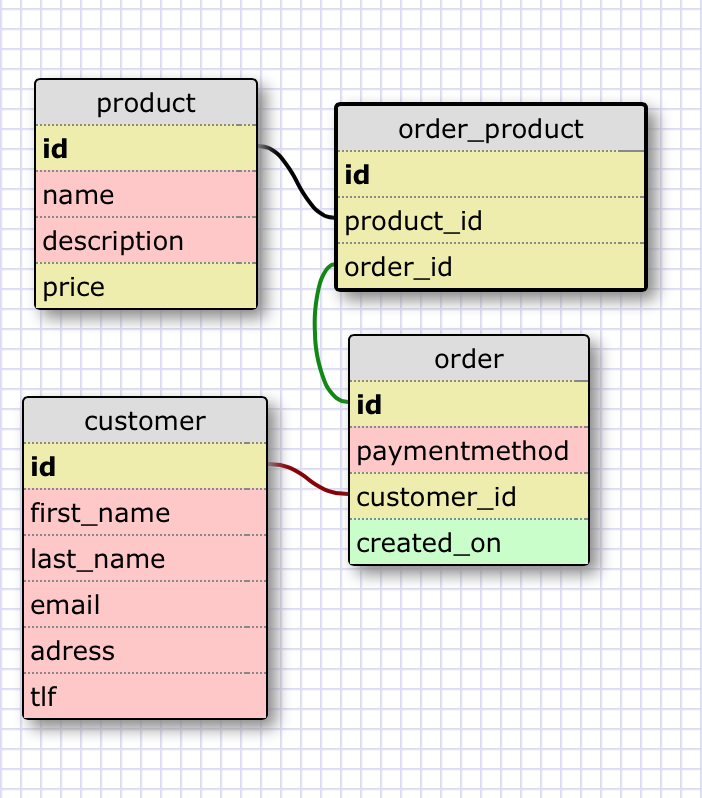 product
id
name
description
price
order_product
id
product_id
order_id
order
id
paymentmethod
customer_id
created_on
customer
id
first_name
last_name
email
adress
tlf